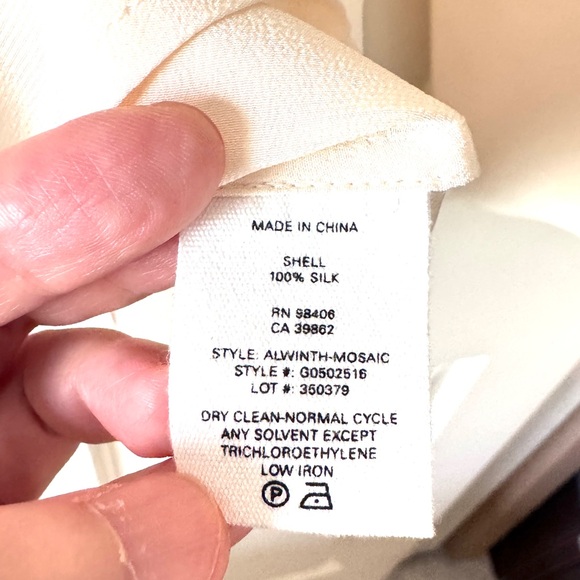 MADE IN CHINA
SHELL
100% SILK
RN 98406
CA 39862
STYLE: ALWINTH-MOSAIC
STYLE #: G0502516
LOT #: 350379
DRY CLEAN-NORMAL CYCLE
ANY SOLVENT EXCEPT
TRICHLOROETHYLENE
LOW IRON
P